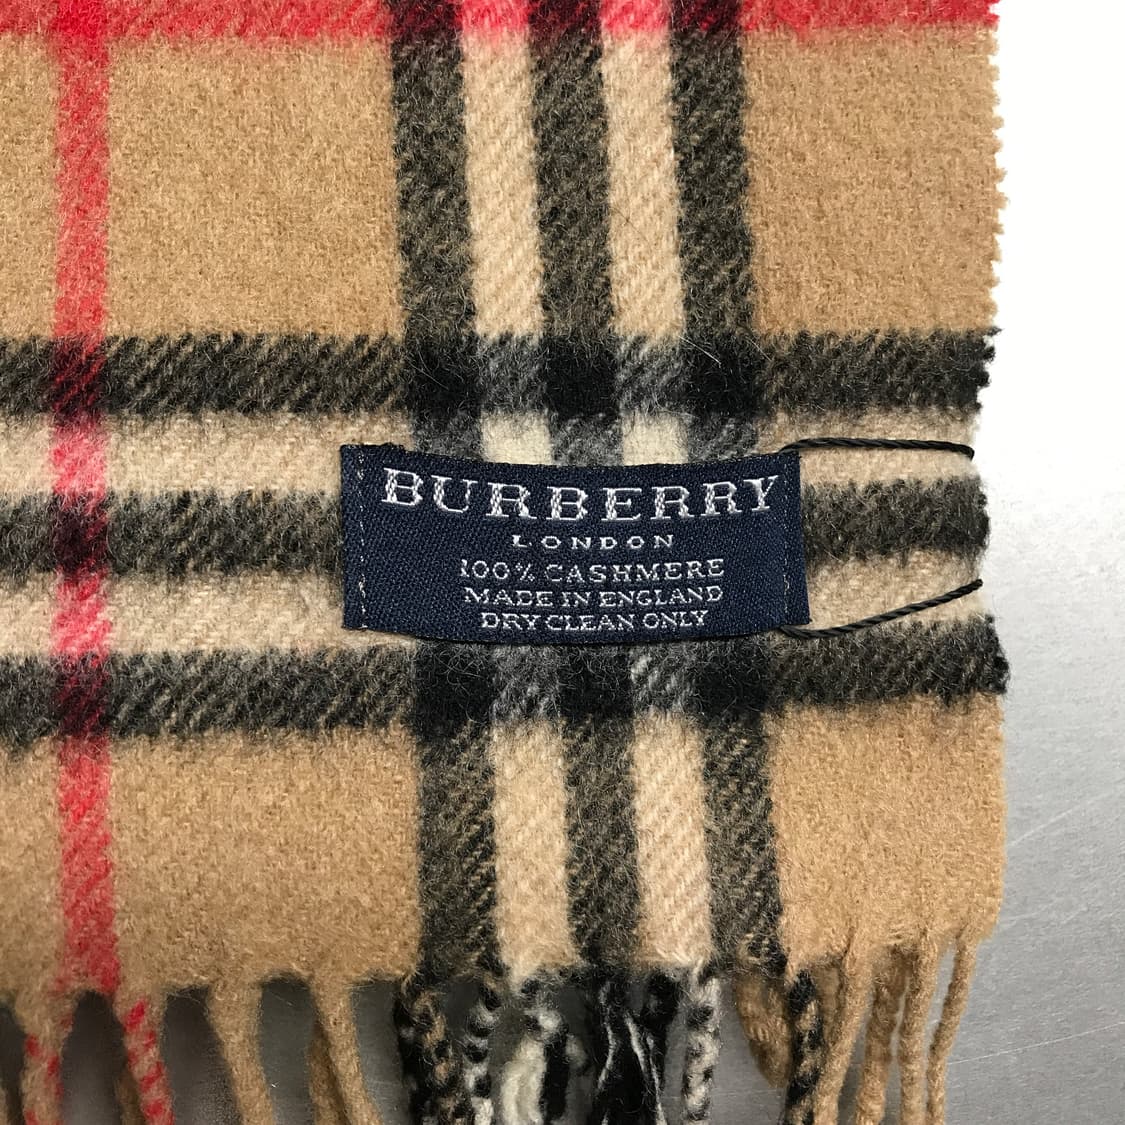 BURBERRY
LONDON
100% CASHMERE
MADE IN ENGLAND
DRY CLEAN ONLY